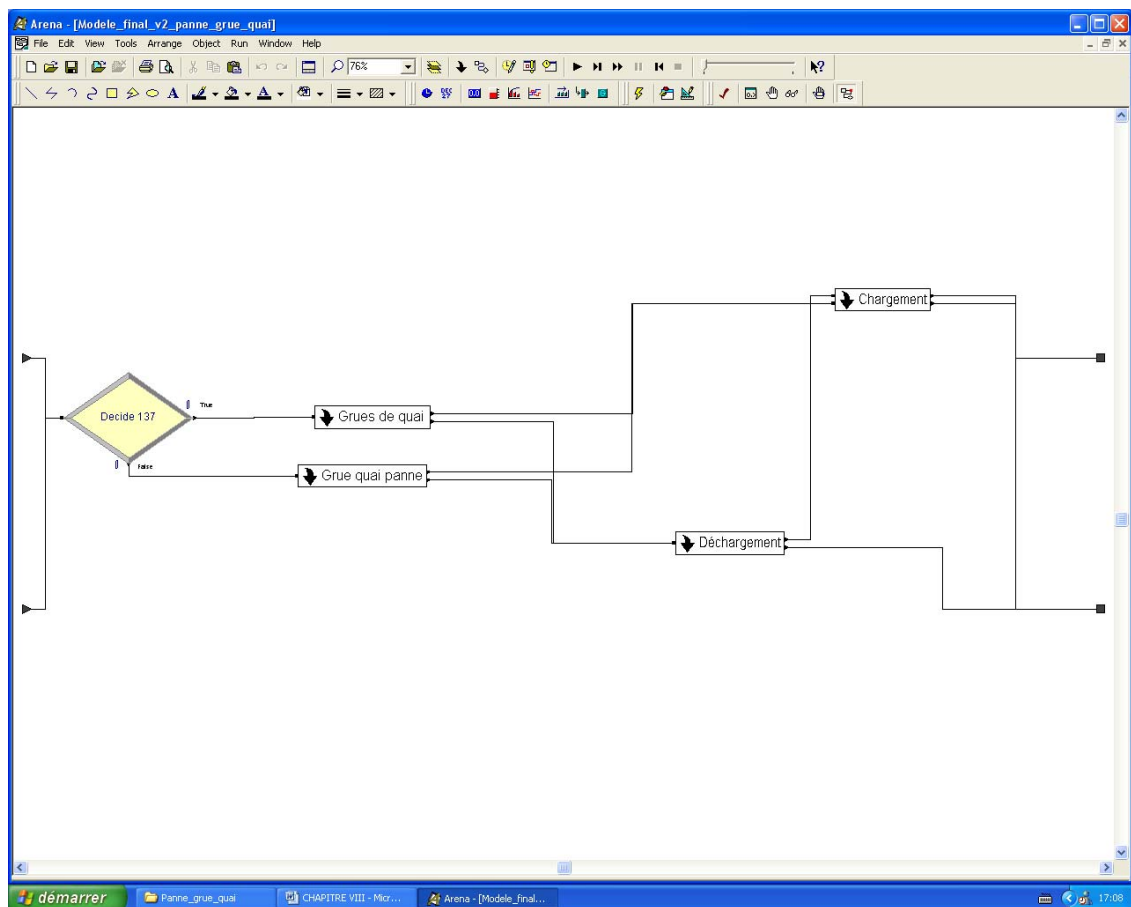 Arena - [Modele_final_v2_panne_grue_quai]
File Edit View Tools Arrange Object Run Window Help
76%
Chargement
True
Decide 137
Grues de quai
False
Grue quai panne
Déchargement
démarrer Panne_grue_quai CHAPITRE VIII - Micr... Arena - [Modele_final... 17:08